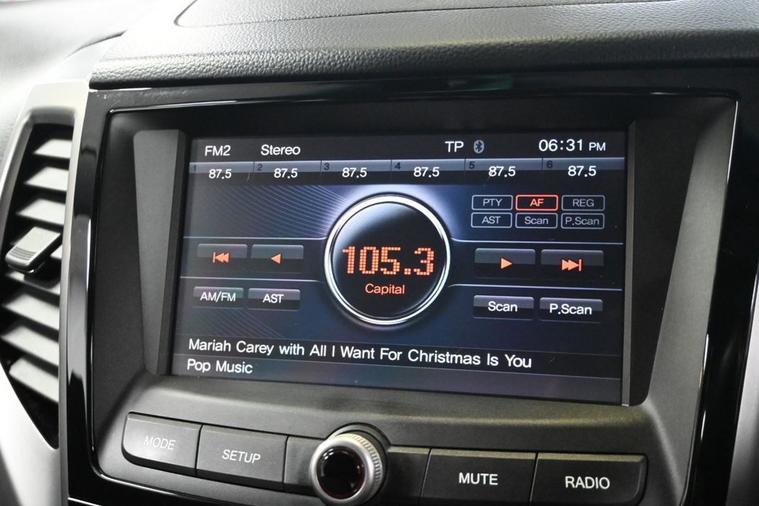 FM2 Stereo TP 06:31 PM
1 87.5 2 87.5 3 87.5 4 87.5 5 87.5 6 87.5
PTY AF REG
AST Scan P.Scan
105.3
Capital
AM/FM AST Scan P.Scan
Mariah Carey with All I Want For Christmas Is You
Pop Music
MODE SETUP MUTE RADIO